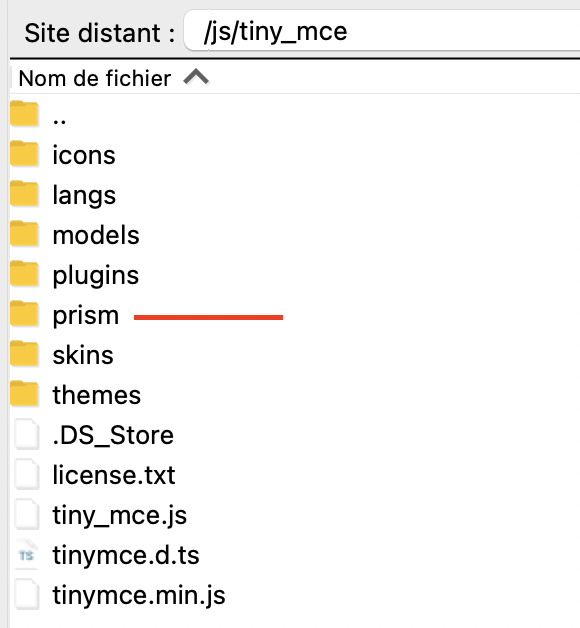 Site distant : /js/tiny_mce
Nom de fichier
..
icons
langs
models
plugins
prism
skins
themes
.DS_Store
license.txt
tiny_mce.js
TS tinymce.d.ts
tinymce.min.js